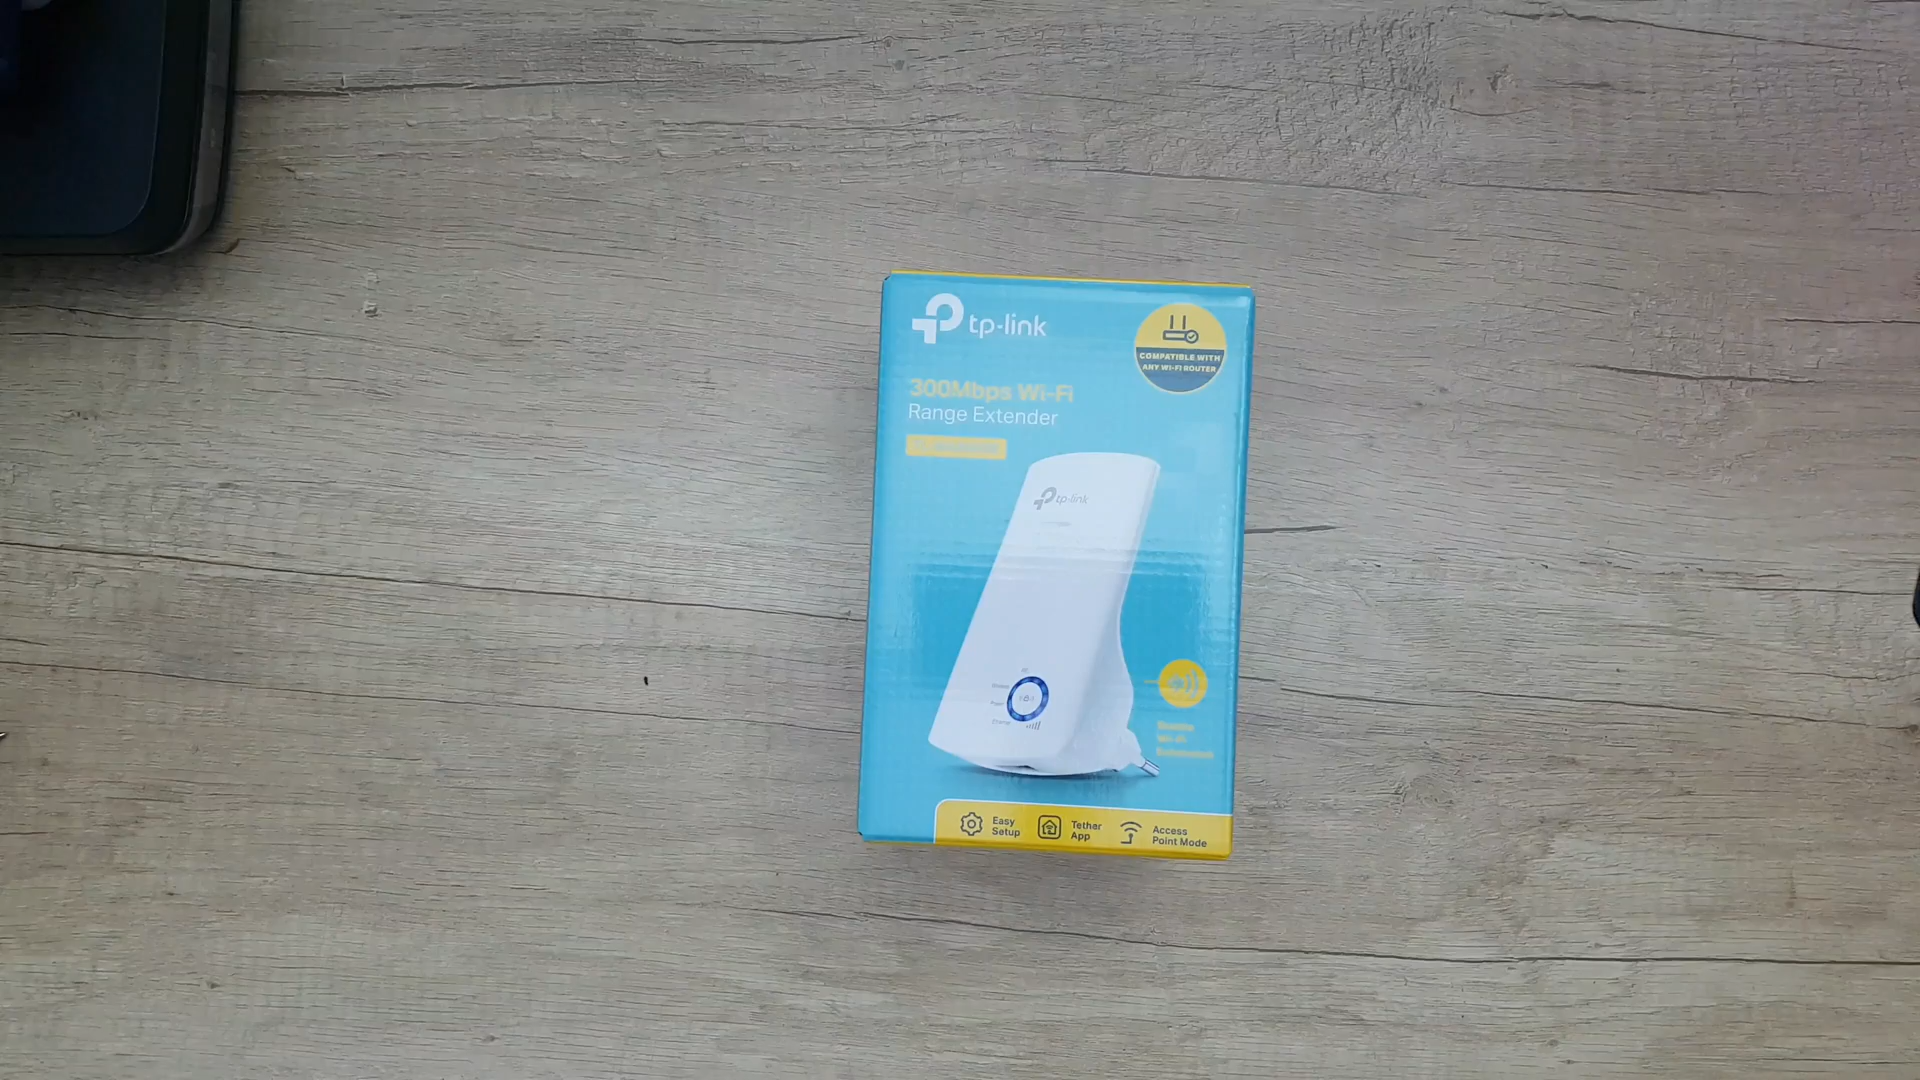 tp-link
COMPATIBLE WITH
ANY WI-FI ROUTER
300Mbps Wi-Fi
Range Extender
tp-link
Power
Easy
Setup
Tether
App
Access
Point Mode